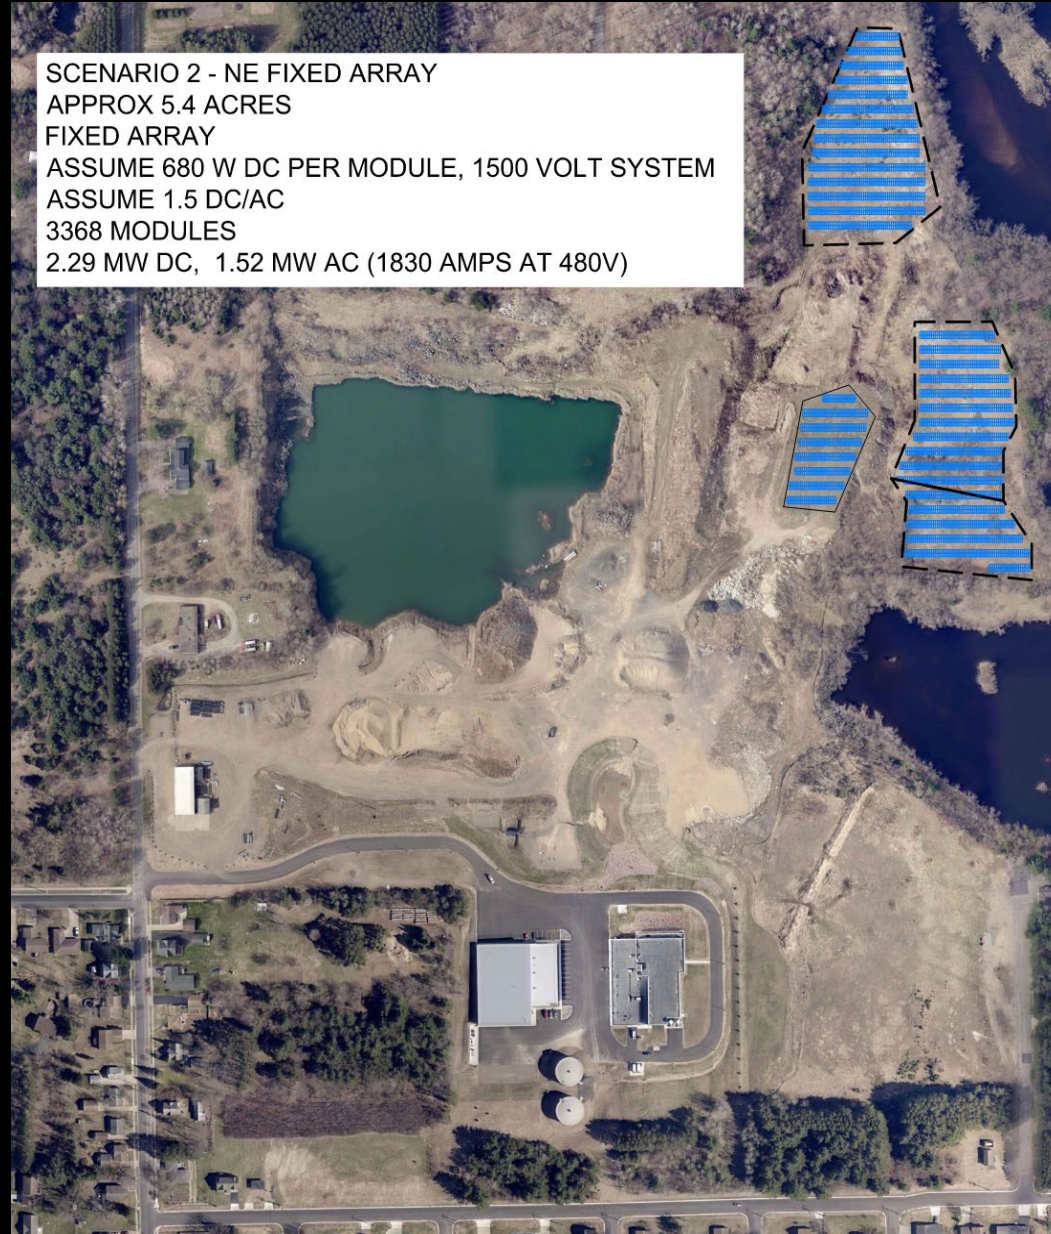 SCENARIO 2 - NE FIXED ARRAY
APPROX 5.4 ACRES
FIXED ARRAY
ASSUME 680 W DC PER MODULE, 1500 VOLT SYSTEM
ASSUME 1.5 DC/AC
3368 MODULES
2.29 MW DC, 1.52 MW AC (1830 AMPS AT 480V)